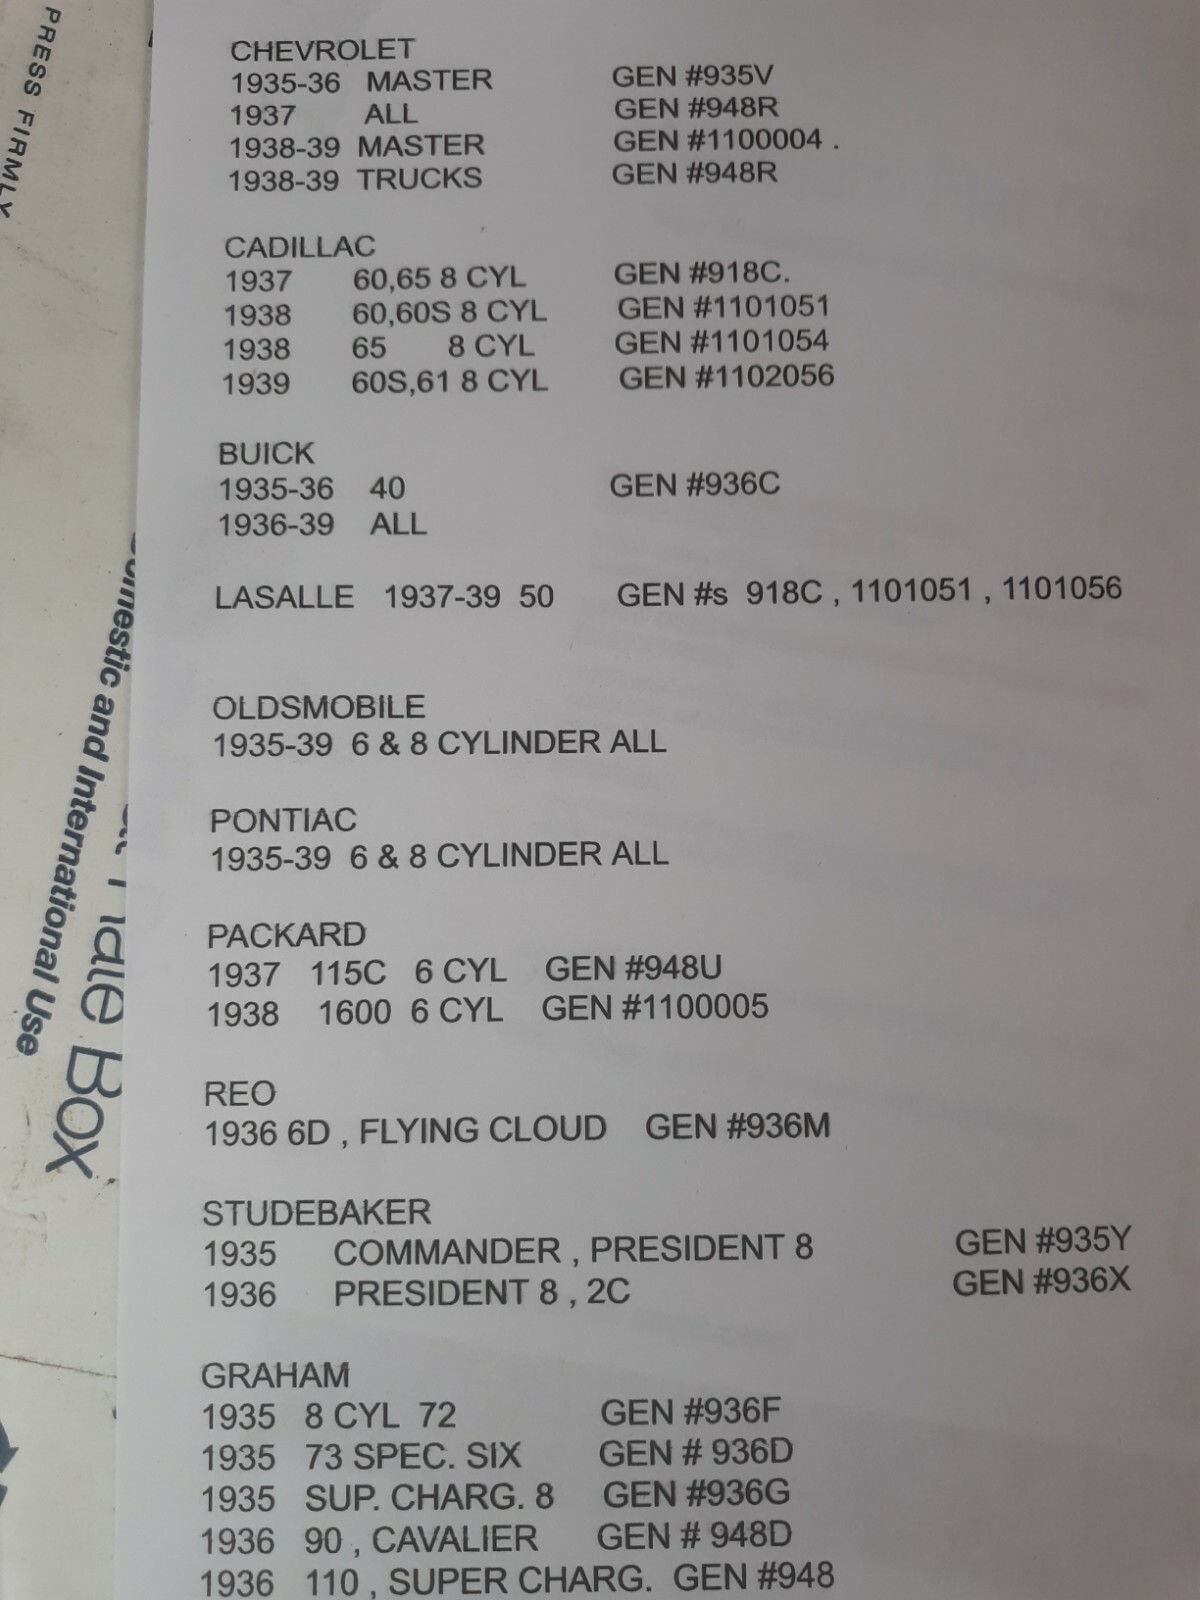 CHEVROLET
1935-36 MASTER GEN #935V
1937 ALL GEN #948R
1938-39 MASTER GEN #1100004 .
1938-39 TRUCKS GEN #948R
CADILLAC
1937 60,65 8 CYL GEN #918C.
1938 60,60S 8 CYL GEN #1101051
1938 65 8 CYL GEN #1101054
1939 60S,61 8 CYL GEN #1102056
BUICK
1935-36 40 GEN #936C
1936-39 ALL
LASALLE 1937-39 50 GEN #s 918C , 1101051 , 1101056
OLDSMOBILE
1935-39 6 & 8 CYLINDER ALL
PONTIAC
1935-39 6 & 8 CYLINDER ALL
PACKARD
1937 115C 6 CYL GEN #948U
1938 1600 6 CYL GEN #1100005
REO
1936 6D , FLYING CLOUD GEN #936M
STUDEBAKER
1935 COMMANDER , PRESIDENT 8 GEN #935Y
1936 PRESIDENT 8 , 2C GEN #936X
GRAHAM
1935 8 CYL 72 GEN #936F
1935 73 SPEC. SIX GEN # 936D
1935 SUP. CHARG. 8 GEN #936G
1936 90 , CAVALIER GEN # 948D
1936 110 , SUPER CHARG. GEN #948
PRESS FIRMLY
and International Use
Box